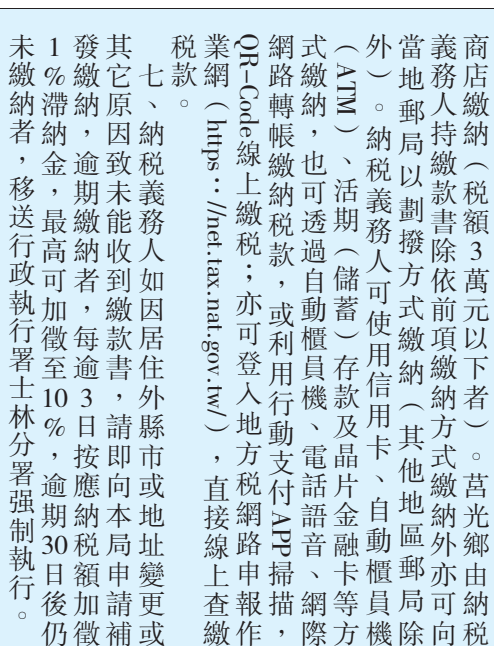 商店繳納（稅額3萬元以下者）。莒光鄉由納稅
義務人持繳款書除依前項繳納方式繳納外亦可向
當地郵局以劃撥方式繳納（其他地區郵局除
外）。納稅義務人可使用信用卡、自動櫃員機
（ATM）、活期（儲蓄）存款及晶片金融卡等方
式繳納，也可透過自動櫃員機、電話語音、網際
網路轉帳繳納稅款，或利用行動支付APP掃描，
QR-Code線上繳稅；亦可登入地方稅網路申報作
業網（https：//net.tax.nat.gov.tw/），直接線上查繳
稅款。
七、納稅義務人如因居住外縣市或地址變更或
其它原因致未能收到繳款書，請即向本局申請補
發繳納，逾期繳納者，每逾3日按應納稅額加徵
1%滯納金，最高可加徵至10%，逾期30日後仍
未繳納者，移送行政執行署士林分署强制執行。